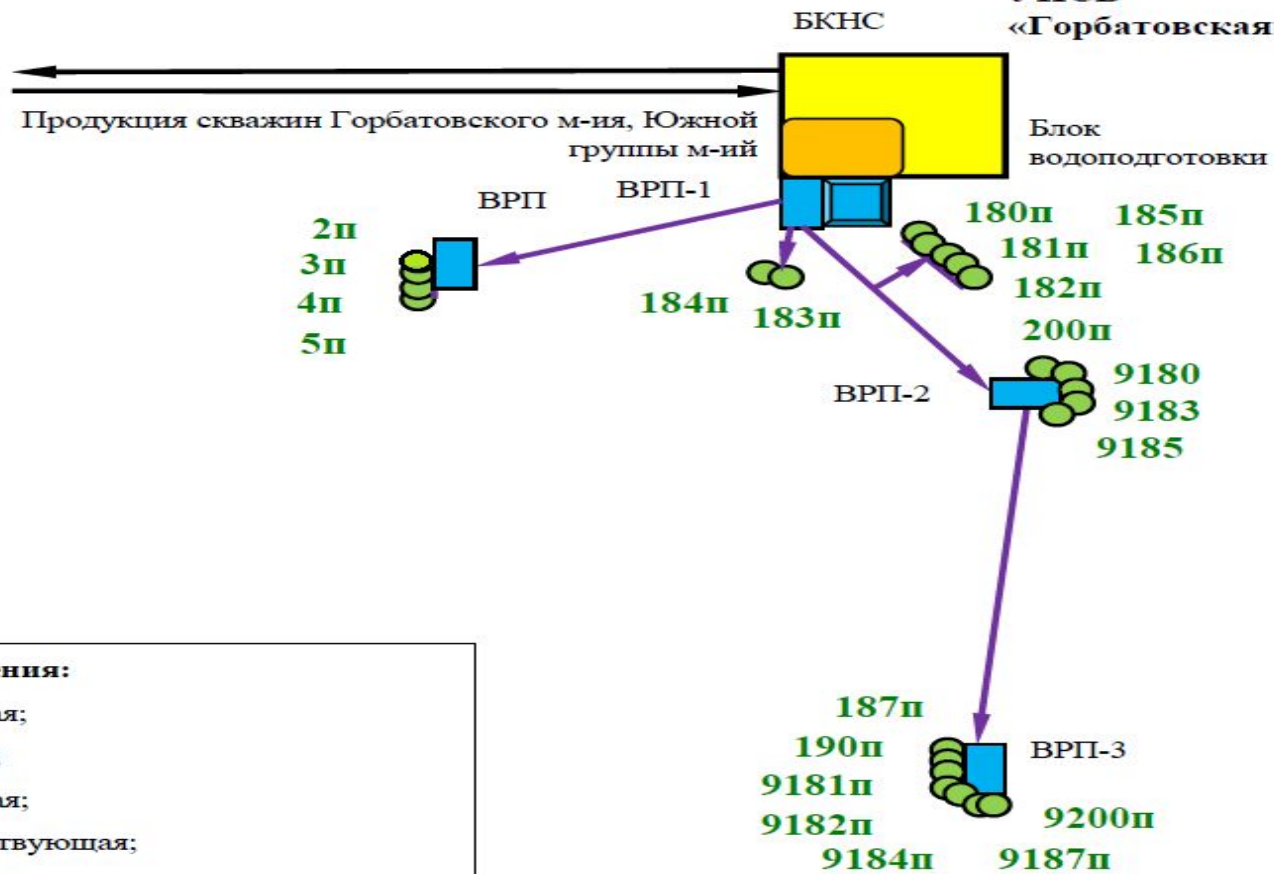 БКНС
«Горбатовская
Продукция скважин Горбатовского м-ия, Южной
группы м-ий
Блок
водоподготовки
ВРП
ВРП-1
2п
3п
4п
5п
184п
183п
180п
185п
181п
186п
182п
200п
ВРП-2
9180
9183
9185
187п
190п
9181п
9182п
9184п
ВРП-3
9200п
9187п
ния:
ая;
;
ая;
твующая;